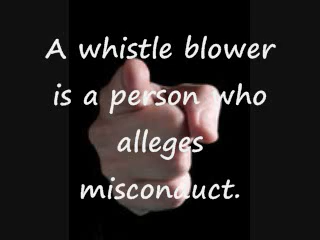 A whistle blower
is a person who
alleges
misconduct.